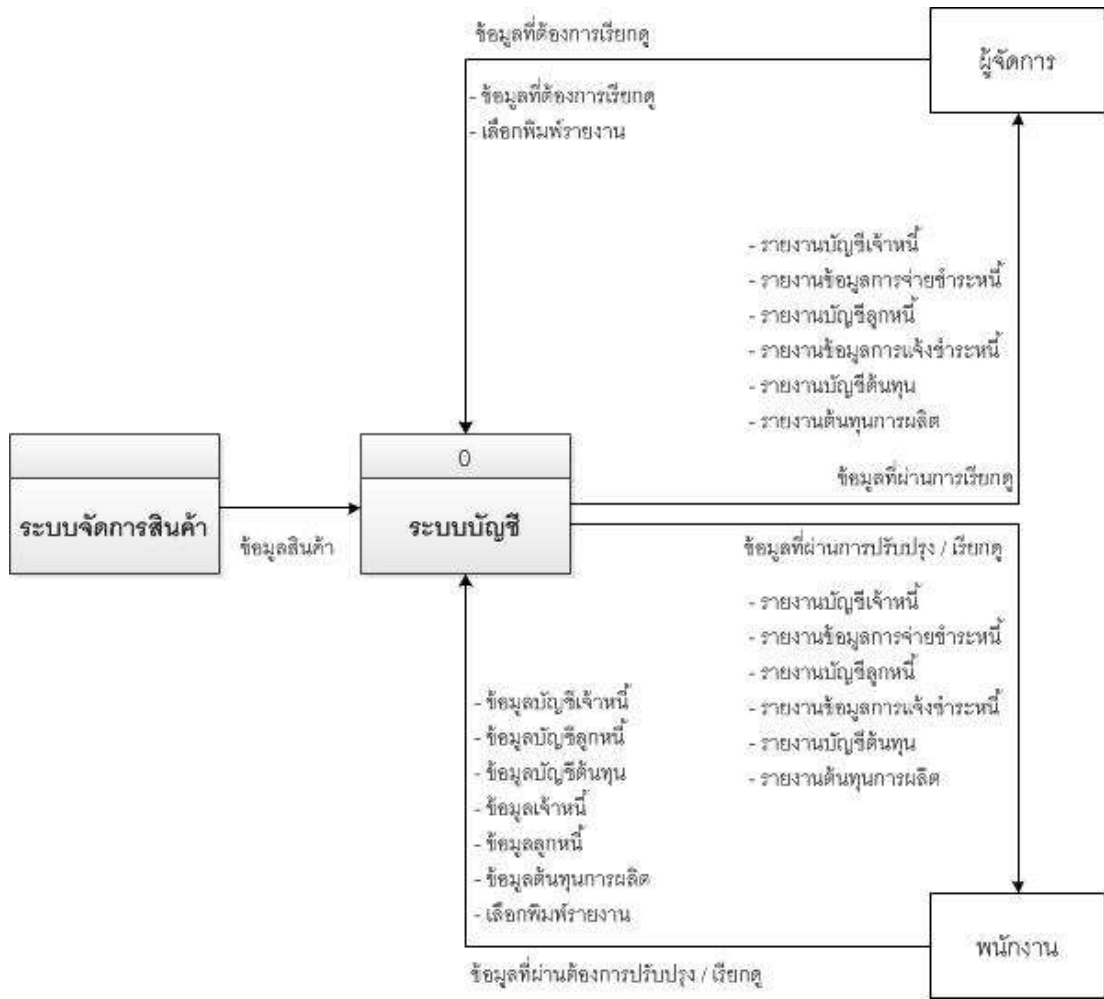 ข้อมูลที่ต้องการเรียกดู
ผู้จัดการ
- ข้อมูลที่ต้องการเรียกดู
- เลือกพิมพ์รายงาน
- รายงานบัญชีเจ้าหนี้
- รายงานข้อมูลการจ่ายชำระหนี้
- รายงานบัญชีลูกหนี้
- รายงานข้อมูลการแจ้งชำระหนี้
- รายงานบัญชีต้นทุน
- รายงานต้นทุนการผลิต
ข้อมูลที่ผ่านการเรียกดู
0
ระบบจัดการสินค้า
ข้อมูลสินค้า
ระบบบัญชี
ข้อมูลที่ผ่านการปรับปรุง / เรียกดู
- รายงานบัญชีเจ้าหนี้
- รายงานข้อมูลการจ่ายชำระหนี้
- รายงานบัญชีลูกหนี้
- รายงานข้อมูลการแจ้งชำระหนี้
- รายงานบัญชีต้นทุน
- รายงานต้นทุนการผลิต
- ข้อมูลบัญชีเจ้าหนี้
- ข้อมูลบัญชีลูกหนี้
- ข้อมูลบัญชีต้นทุน
- ข้อมูลเจ้าหนี้
- ข้อมูลลูกหนี้
- ข้อมูลต้นทุนการผลิต
- เลือกพิมพ์รายงาน
พนักงาน
ข้อมูลที่ผ่านต้องการปรับปรุง / เรียกดู